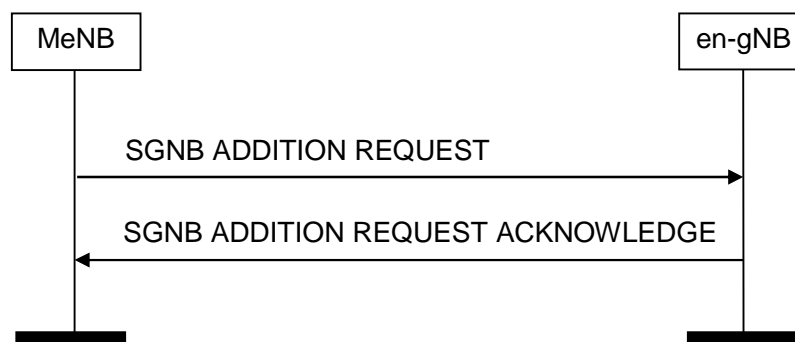 MeNB
en-gNB
SGNB ADDITION REQUEST
SGNB ADDITION REQUEST ACKNOWLEDGE